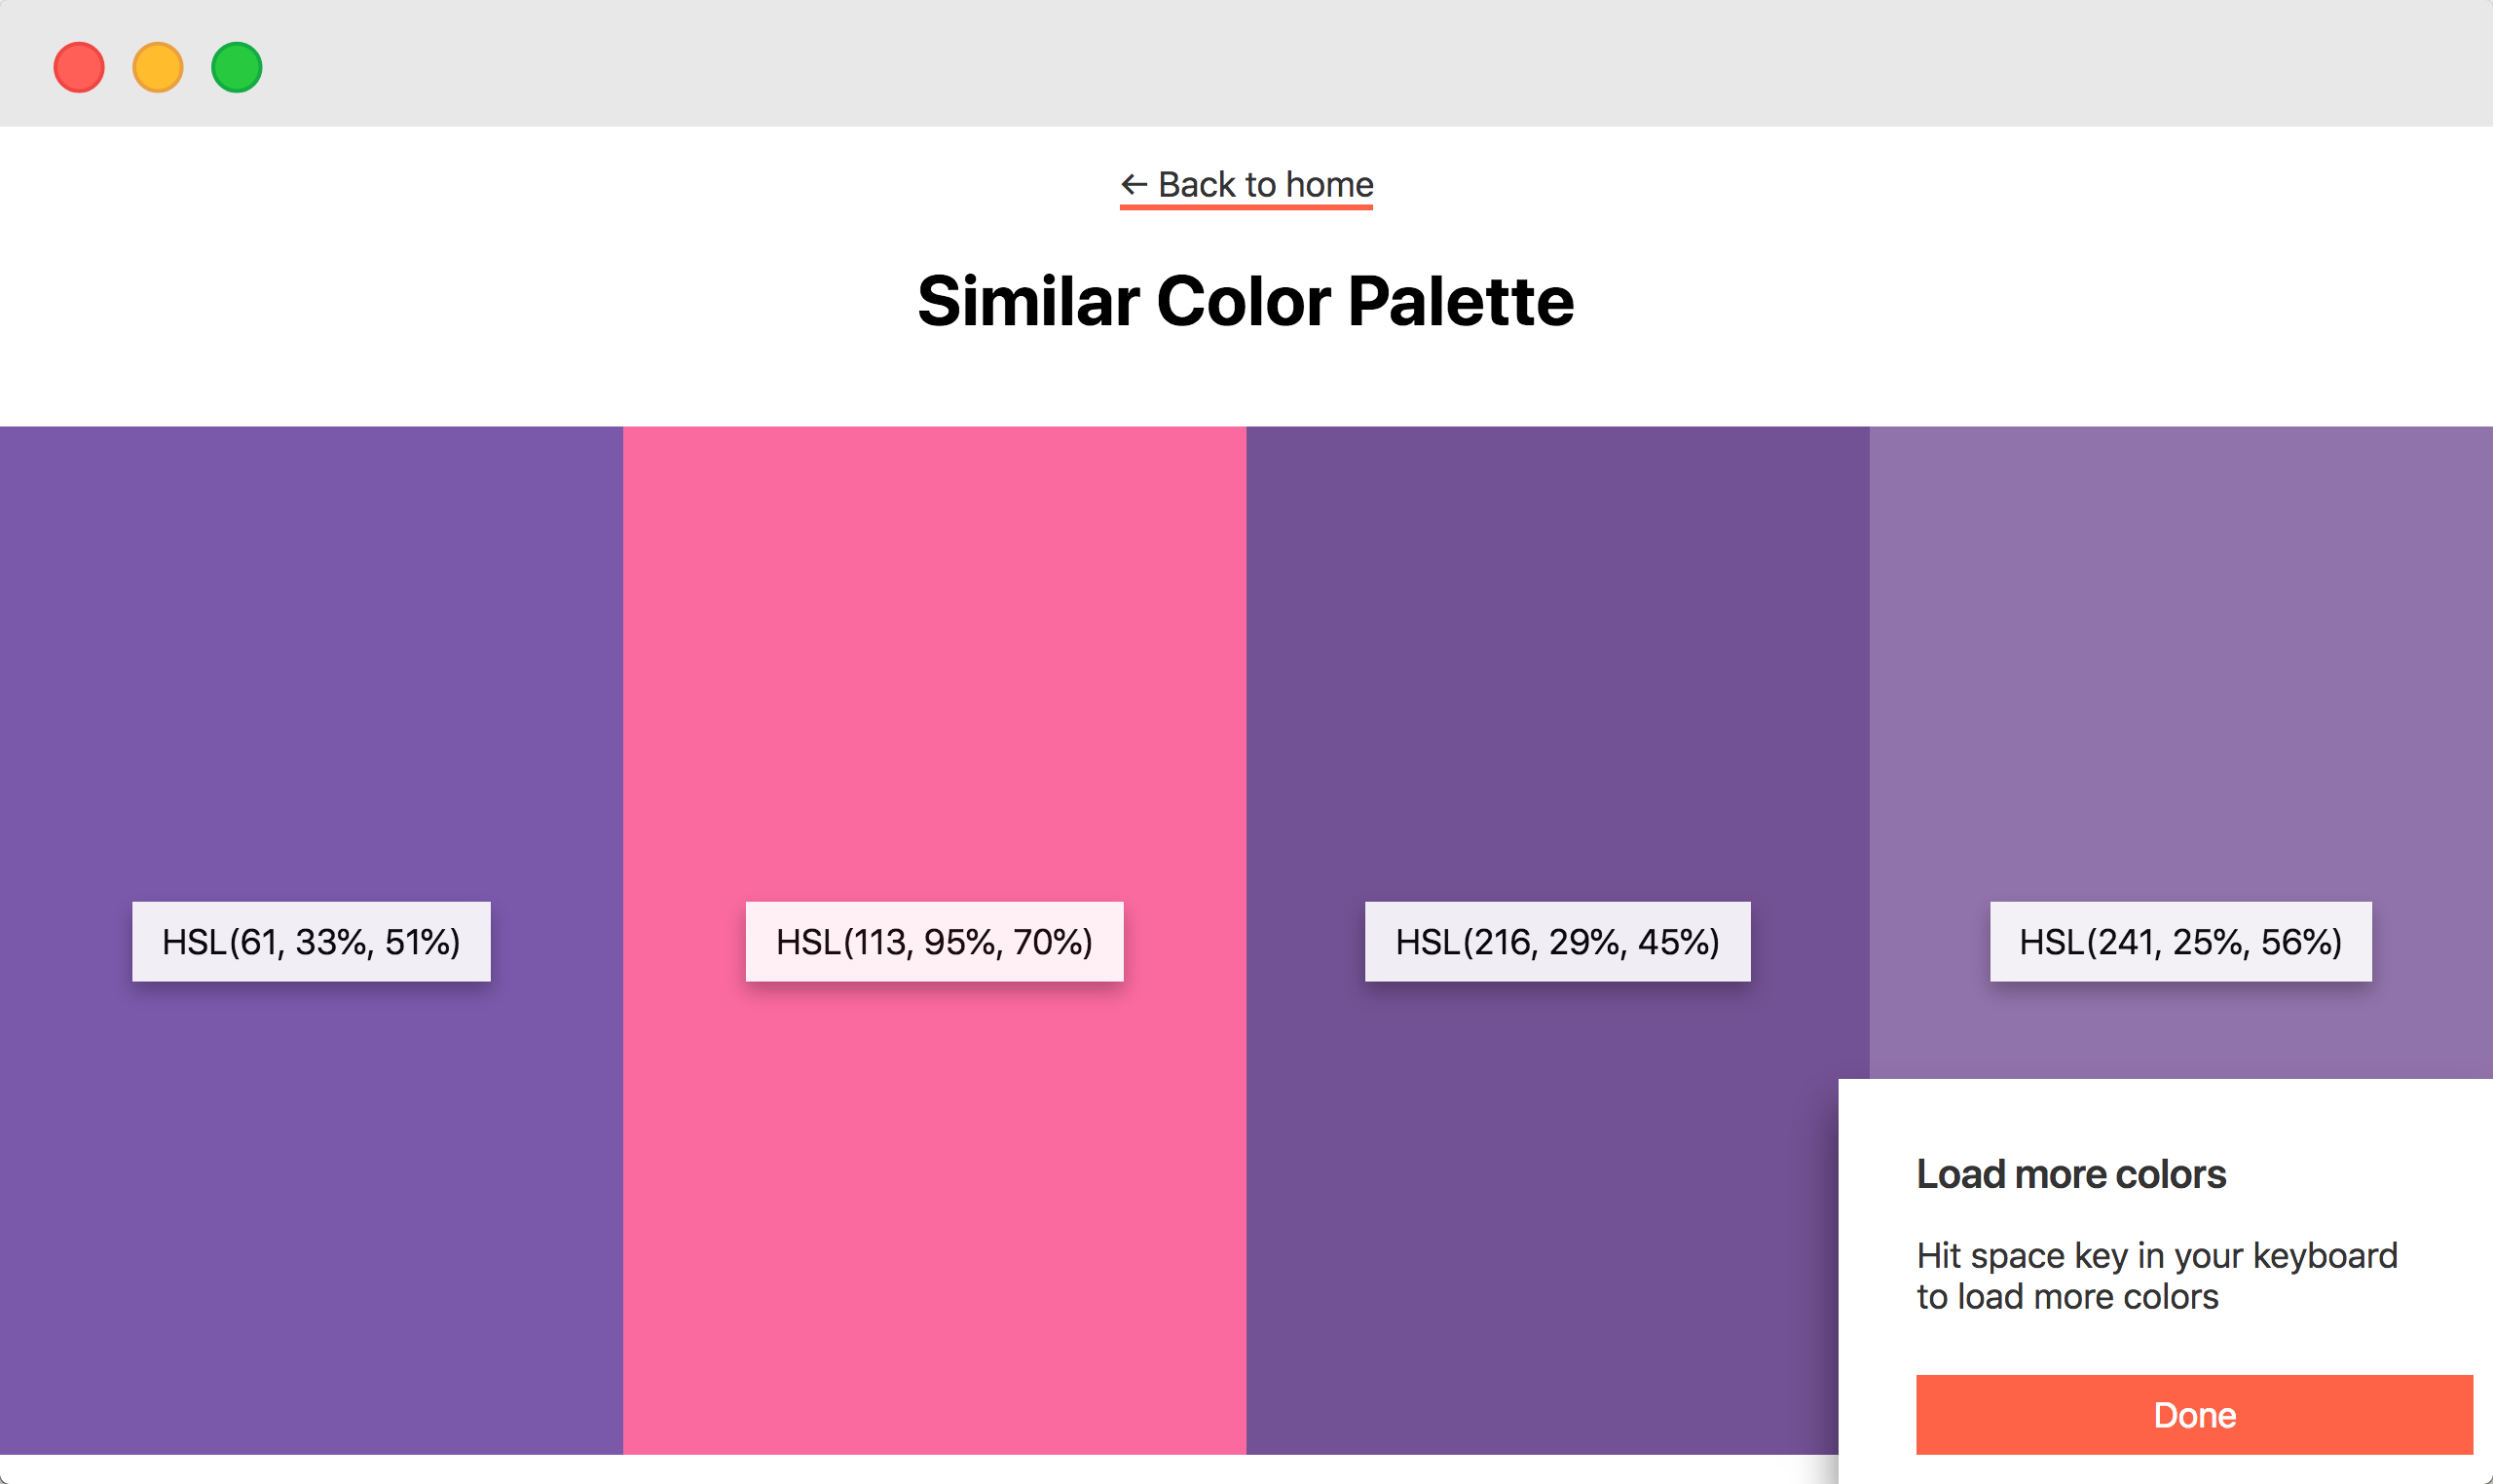 ← Back to home
Similar Color Palette
HSL(61, 33%, 51%)
HSL(113, 95%, 70%)
HSL(216, 29%, 45%)
HSL(241, 25%, 56%)
Load more colors
Hit space key in your keyboard
to load more colors
Done